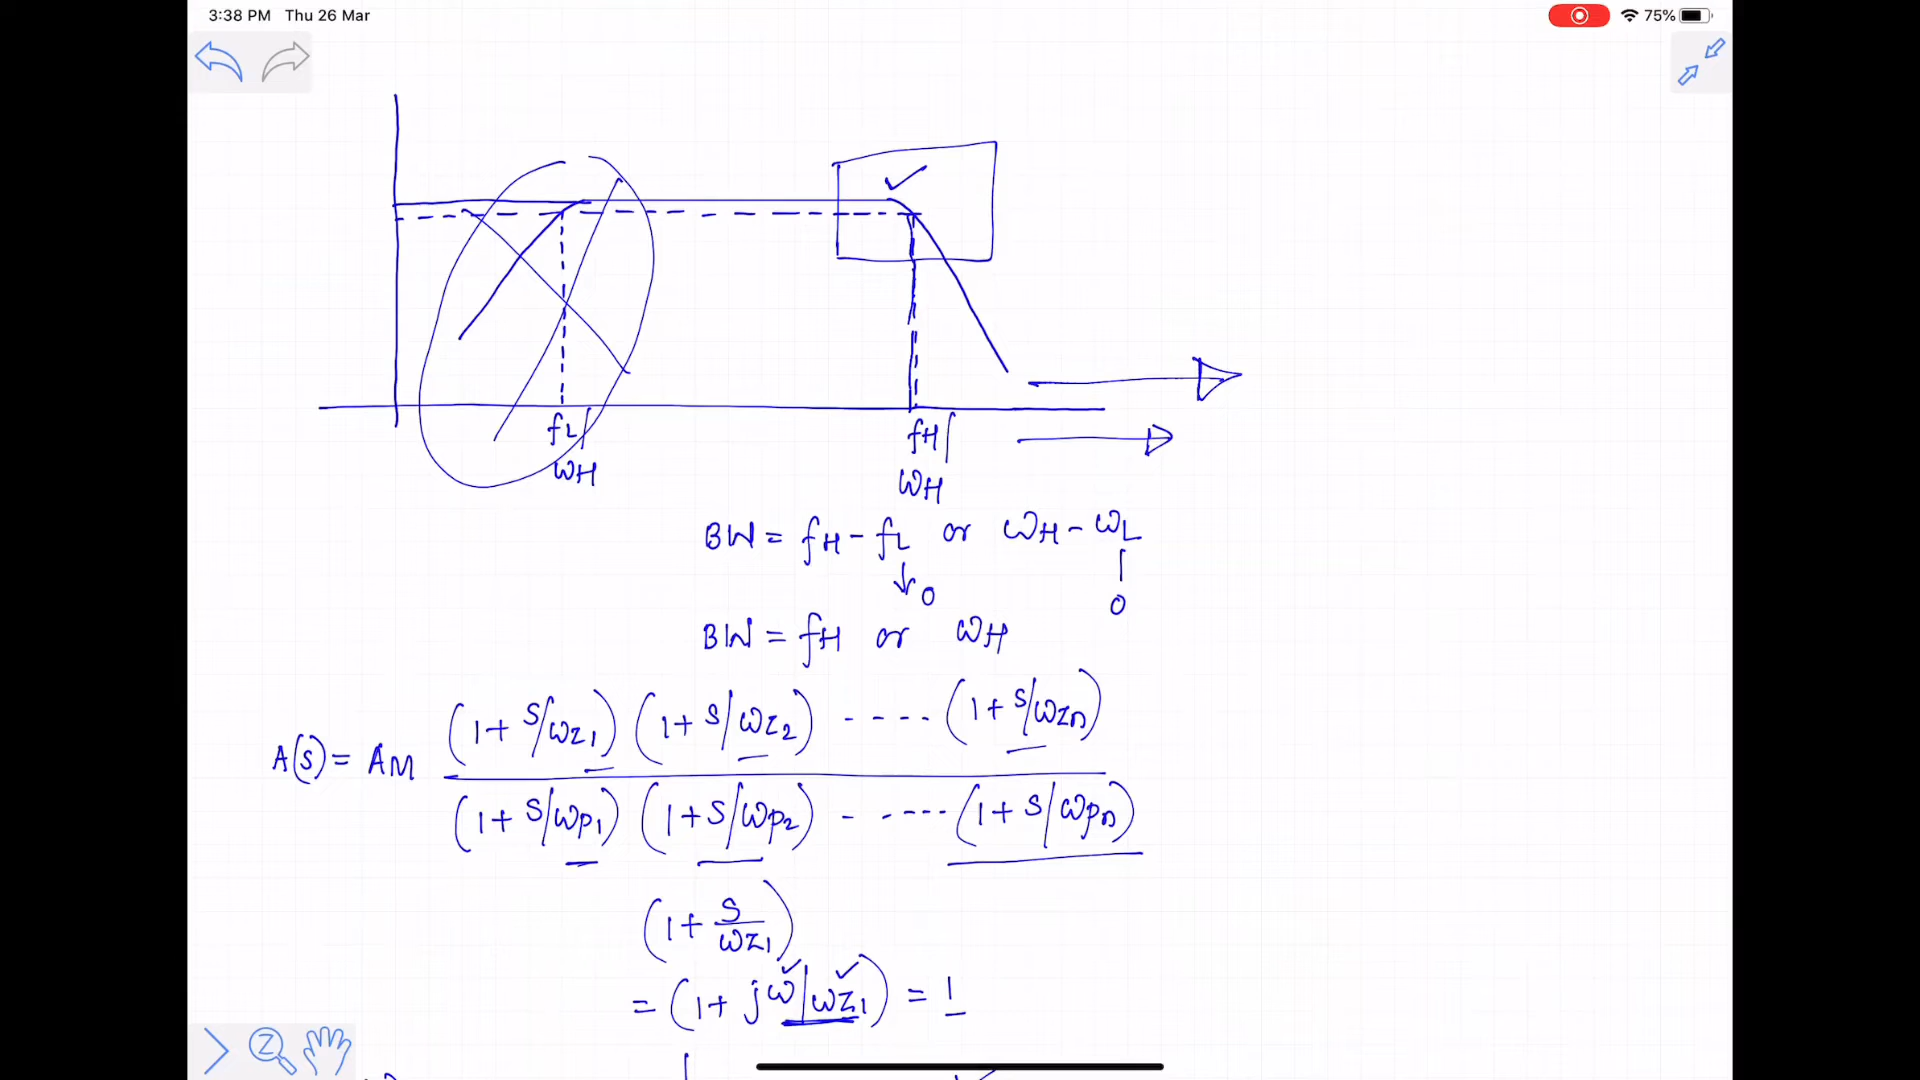 3:38 PM Thu 26 Mar 75%
fL/ fH/
ωH ωH
BW = fH - fL or ωH - ωL
0 0
BW = fH or ωH
A(S) = AM (1 + S/ωZ1) (1 + S/ωZ2) ---- (1 + S/ωZn)
(1 + S/ωp1) (1 + S/ωp2) - - ---- (1 + S/ωpn)
(1 + S/ωZ1)
= (1 + jω/ωZ1) = 1